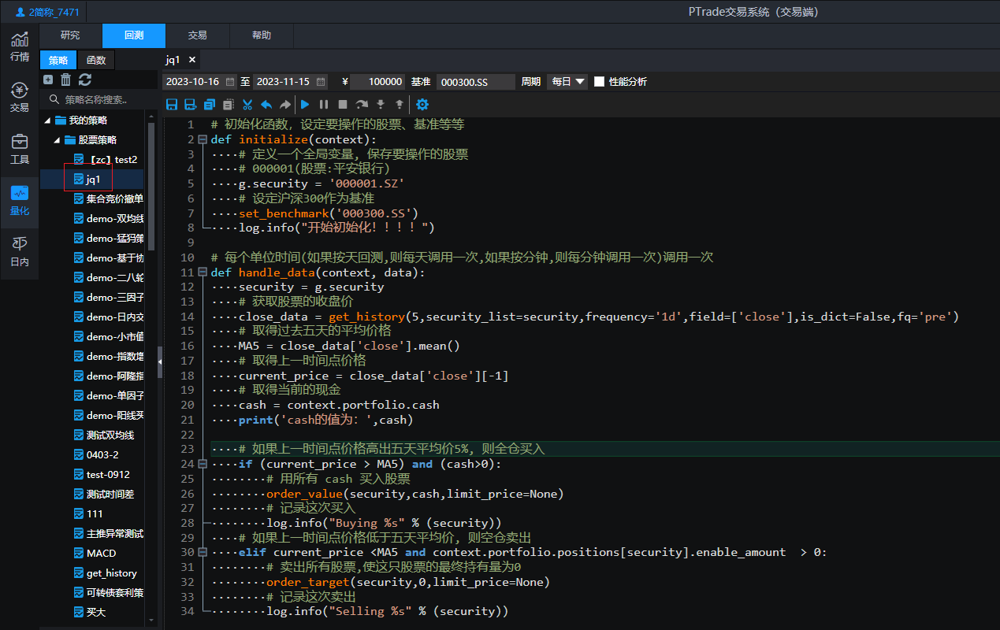 2简称_7471
PTrade交易系统（交易端）
行情
交易
工具
量化
日内
研究 回测 交易 帮助
策略 函数
策略名称搜索..
我的策略
股票策略
【zc】test2
jq1
集合竞价撤单
demo-双均线
demo-猛犸策
demo-基于协
demo-二八轮
demo-三因子
demo-日内交
demo-小市值
demo-指数增
demo-阿隆指
demo-单因子
demo-阳线买
测试双均线
0403-2
test-0912
测试时间差
111
主推异常测试
MACD
get_history
可转债套利策
买大
jq1 ×
2023-10-16 至 2023-11-15 ¥ 100000 基准 000300.SS 周期 每日 性能分析
1 # 初始化函数，设定要操作的股票、基准等等
2 def initialize(context):
3 ····# 定义一个全局变量, 保存要操作的股票
4 ····# 000001(股票:平安银行)
5 ····g.security = '000001.SZ'
6 ····# 设定沪深300作为基准
7 ····set_benchmark('000300.SS')
8 ····log.info("开始初始化！！！！")
9
10 # 每个单位时间(如果按天回测,则每天调用一次,如果按分钟,则每分钟调用一次)调用一次
11 def handle_data(context, data):
12 ····security = g.security
13 ····# 获取股票的收盘价
14 ····close_data = get_history(5,security_list=security,frequency='1d',field=['close'],is_dict=False,fq='pre')
15 ····# 取得过去五天的平均价格
16 ····MA5 = close_data['close'].mean()
17 ····# 取得上一时间点价格
18 ····current_price = close_data['close'][-1]
19 ····# 取得当前的现金
20 ····cash = context.portfolio.cash
21 ····print('cash的值为：',cash)
22
23 ····# 如果上一时间点价格高出五天平均价5%, 则全仓买入
24 ····if (current_price > MA5) and (cash>0):
25 ········# 用所有 cash 买入股票
26 ········order_value(security,cash,limit_price=None)
27 ········# 记录这次买入
28 ········log.info("Buying %s" % (security))
29 ····# 如果上一时间点价格低于五天平均价, 则空仓卖出
30 ····elif current_price <MA5 and context.portfolio.positions[security].enable_amount  > 0:
31 ········# 卖出所有股票,使这只股票的最终持有量为0
32 ········order_target(security,0,limit_price=None)
33 ········# 记录这次卖出
34 ········log.info("Selling %s" % (security))